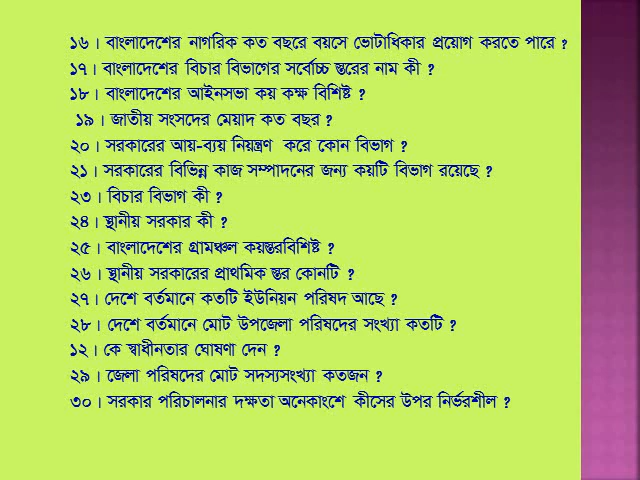 ১৬। বাংলাদেশের নাগরিক কত বছরে বয়সে ভোটাধিকার প্রয়োগ করতে পারে ?
১৭। বাংলাদেশের বিচার বিভাগের সর্বোচ্চ স্তরের নাম কী ?
১৮। বাংলাদেশের আইনসভা কয় কক্ষ বিশিষ্ট ?
১৯। জাতীয় সংসদের মেয়াদ কত বছর ?
২০। সরকারের আয়-ব্যয় নিয়ন্ত্রণ করে কোন বিভাগ ?
২১। সরকারের বিভিন্ন কাজ সম্পাদনের জন্য কয়টি বিভাগ রয়েছে ?
২৩। বিচার বিভাগ কী ?
২৪। স্থানীয় সরকার কী ?
২৫। বাংলাদেশের গ্রামঞ্চল কয়স্তরবিশিষ্ট ?
২৬। স্থানীয় সরকারের প্রাথমিক স্তর কোনটি ?
২৭। দেশে বর্তমানে কতটি ইউনিয়ন পরিষদ আছে ?
২৮। দেশে বর্তমানে মোট উপজেলা পরিষদের সংখ্যা কতটি ?
১২। কে স্বাধীনতার ঘোষণা দেন ?
২৯। জেলা পরিষদের মোট সদস্যসংখ্যা কতজন ?
৩০। সরকার পরিচালনার দক্ষতা অনেকাংশে কীসের উপর নির্ভরশীল ?